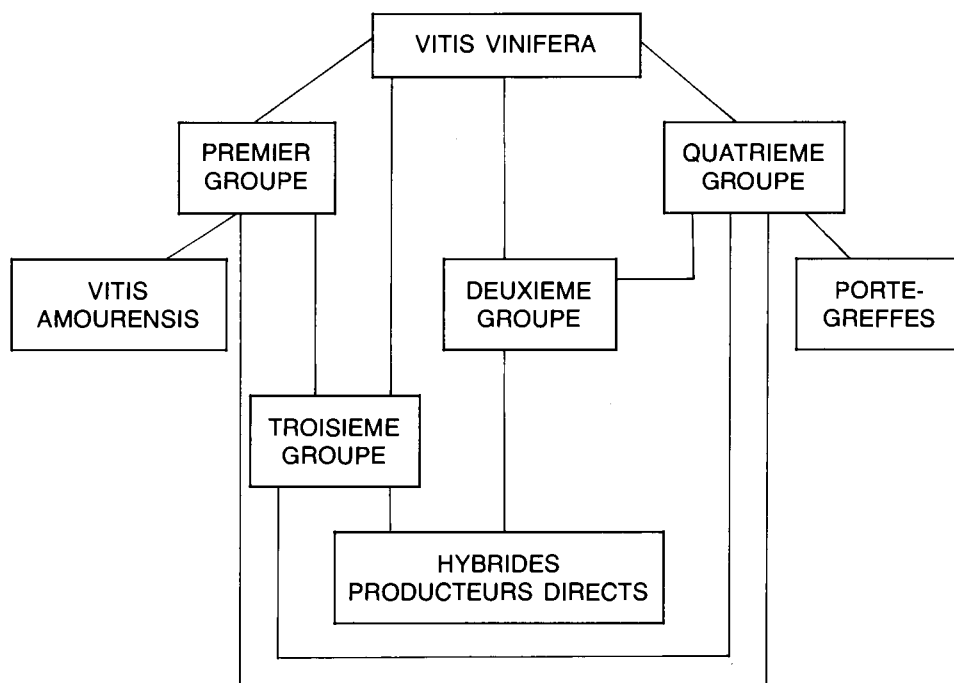 VITIS VINIFERA
PREMIER
GROUPE
QUATRIEME
GROUPE
VITIS
AMOURENSIS
DEUXIEME
GROUPE
PORTE-
GREFFES
TROISIEME
GROUPE
HYBRIDES
PRODUCTEURS DIRECTS